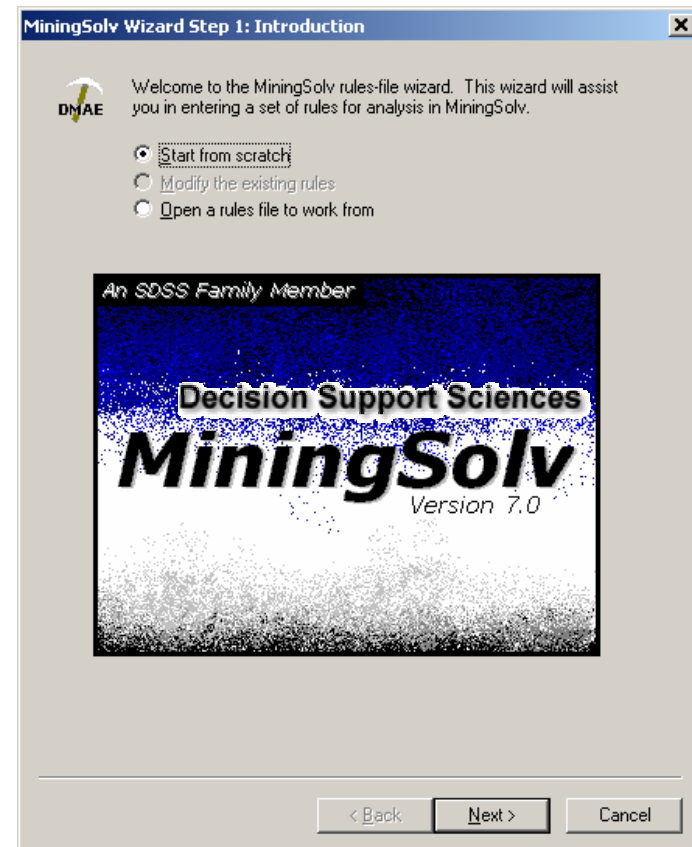 MiningSolv Wizard Step 1: Introduction
DMAE
Welcome to the MiningSolv rules-file wizard. This wizard will assist
you in entering a set of rules for analysis in MiningSolv.
Start from scratch
Modify the existing rules
Open a rules file to work from
An SDSS Family Member
Decision Support Sciences
MiningSolv
Version 7.0
< Back
Next >
Cancel